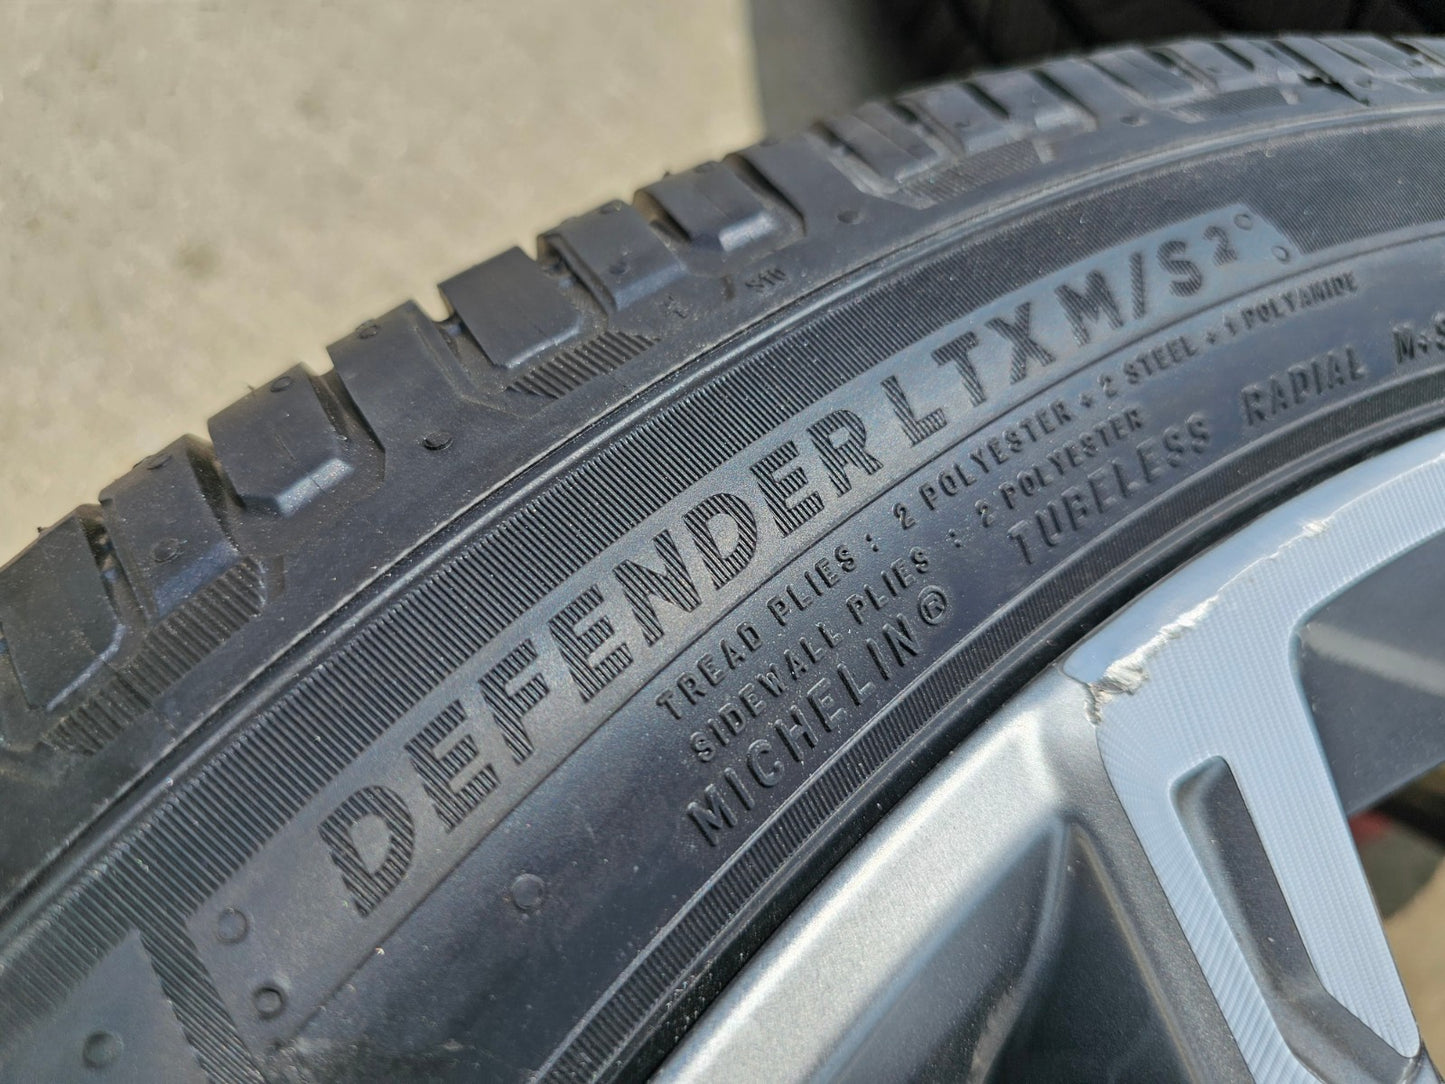 DEFENDER LTX M/S2
TREAD PLIES : 2 POLYESTER + 2 STEEL + 1 POLYAMIDE
SIDEWALL PLIES : 2 POLYESTER
MICHELIN® TUBELESS RADIAL M+S